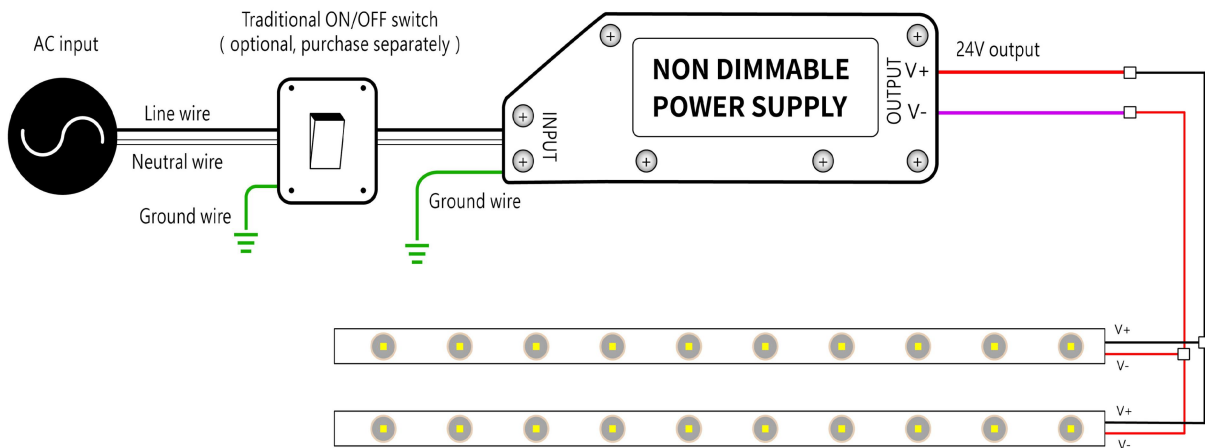 Traditional ON/OFF switch
( optional, purchase separately )
AC input
Line wire
Neutral wire
Ground wire
Ground wire
INPUT
NON DIMMABLE
POWER SUPPLY
OUTPUT
V+
V-
24V output
V+
V-
V+
V-